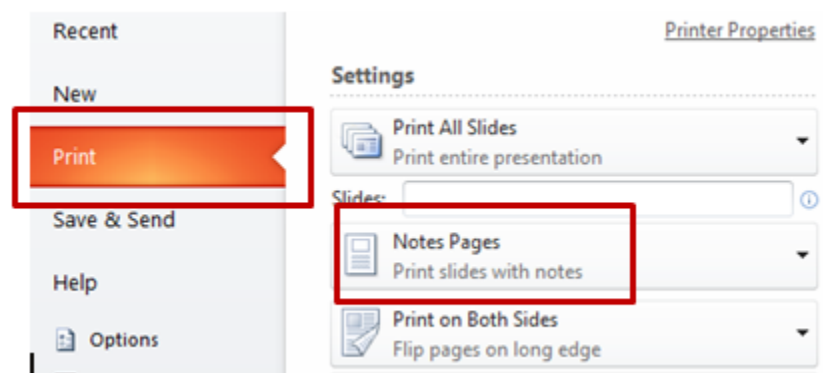 Recent
New
Print
Save & Send
Help
Options
Printer Properties
Settings
Print All Slides
Print entire presentation
Slides:
Notes Pages
Print slides with notes
Print on Both Sides
Flip pages on long edge